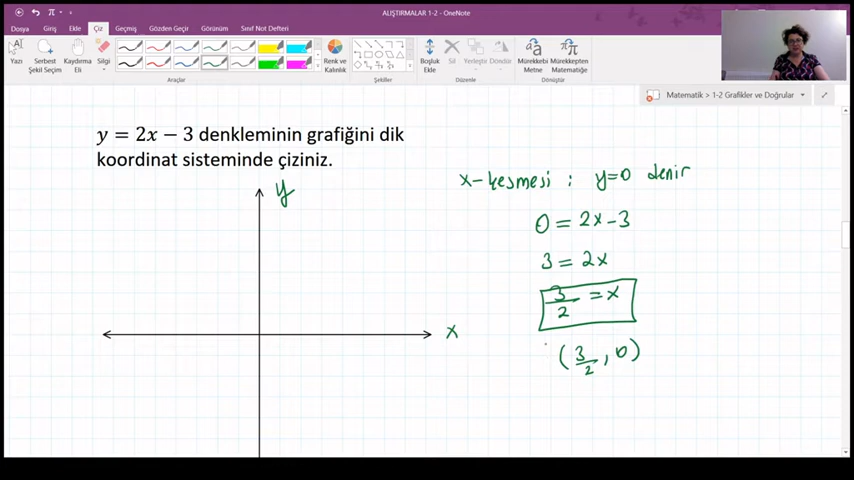 ALIŞTIRMALAR 1-2 - OneNote
Dosya Giriş Ekle Çiz Geçmiş Gözden Geçir Görünüm Sınıf Not Defteri
Yazı
Serbest Şekil Seçim
Kaydırma Eli
Silgi
Renk ve Kalınlık
Boşluk Ekle
Sil
Yerleştir
Döndür
Mürekkebi Metne
Mürekkepten Matematiğe
Araçlar Şekiller Düzenle Dönüştür
Matematik > 1-2 Grafikler ve Doğrular
y = 2x − 3 denkleminin grafiğini dik
koordinat sisteminde çiziniz.
y
x
x-kesmesi : y=0 denir
0 = 2x-3
3 = 2x
3/2 = x
(3/2, 0)